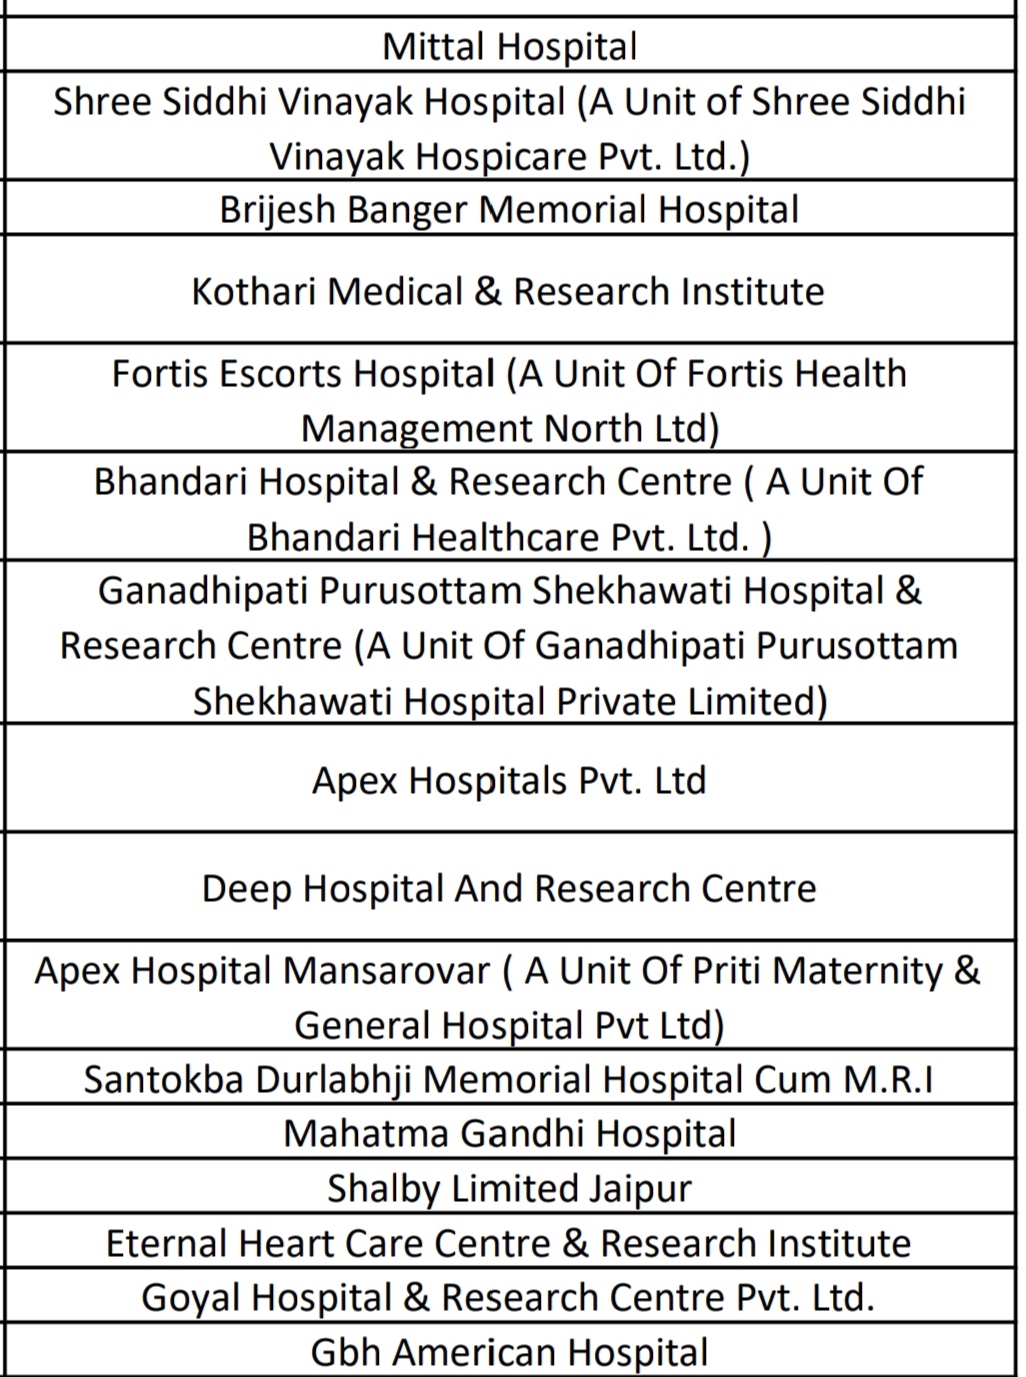 Mittal Hospital
Shree Siddhi Vinayak Hospital (A Unit of Shree Siddhi
Vinayak Hospicare Pvt. Ltd.)
Brijesh Banger Memorial Hospital
Kothari Medical & Research Institute
Fortis Escorts Hospital (A Unit Of Fortis Health
Management North Ltd)
Bhandari Hospital & Research Centre ( A Unit Of
Bhandari Healthcare Pvt. Ltd. )
Ganadhipati Purusottam Shekhawati Hospital &
Research Centre (A Unit Of Ganadhipati Purusottam
Shekhawati Hospital Private Limited)
Apex Hospitals Pvt. Ltd
Deep Hospital And Research Centre
Apex Hospital Mansarovar ( A Unit Of Priti Maternity &
General Hospital Pvt Ltd)
Santokba Durlabhji Memorial Hospital Cum M.R.I
Mahatma Gandhi Hospital
Shalby Limited Jaipur
Eternal Heart Care Centre & Research Institute
Goyal Hospital & Research Centre Pvt. Ltd.
Gbh American Hospital